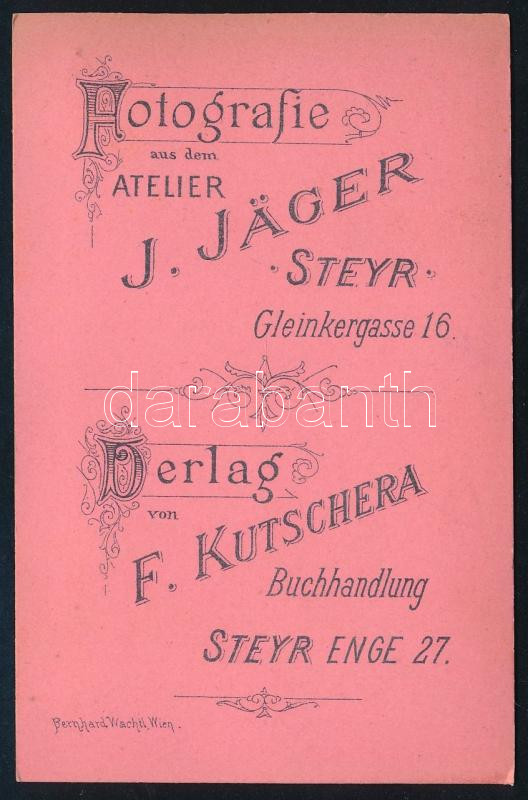 Fotografie
aus dem
ATELIER
J. JÄGER
· STEYR ·
Gleinkergasse 16.
darabanth
Verlag
von
F. KUTSCHERA
Buchhandlung
STEYR ENGE 27.
Bernhard Wachtl, Wien.